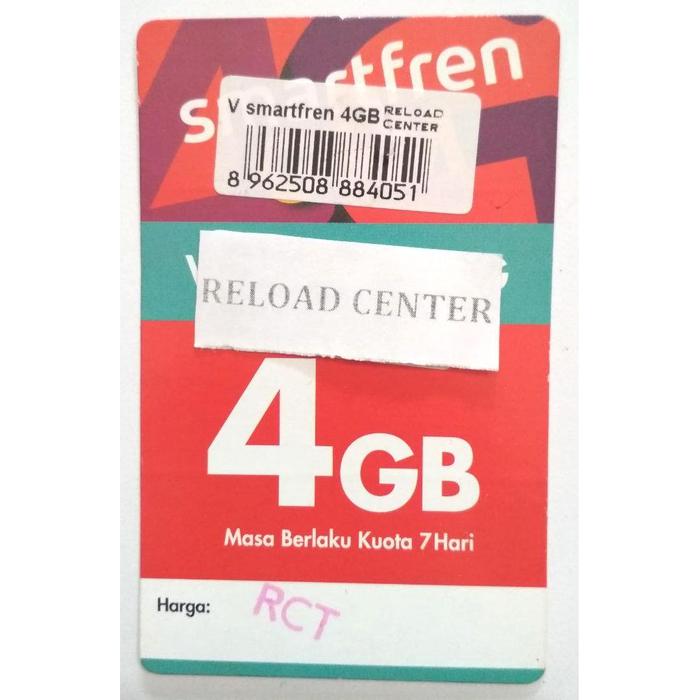 smartfren
V smartfren 4GB RELOAD CENTER
8 962508 884051
RELOAD CENTER
4GB
Masa Berlaku Kuota 7Hari
Harga: RCT